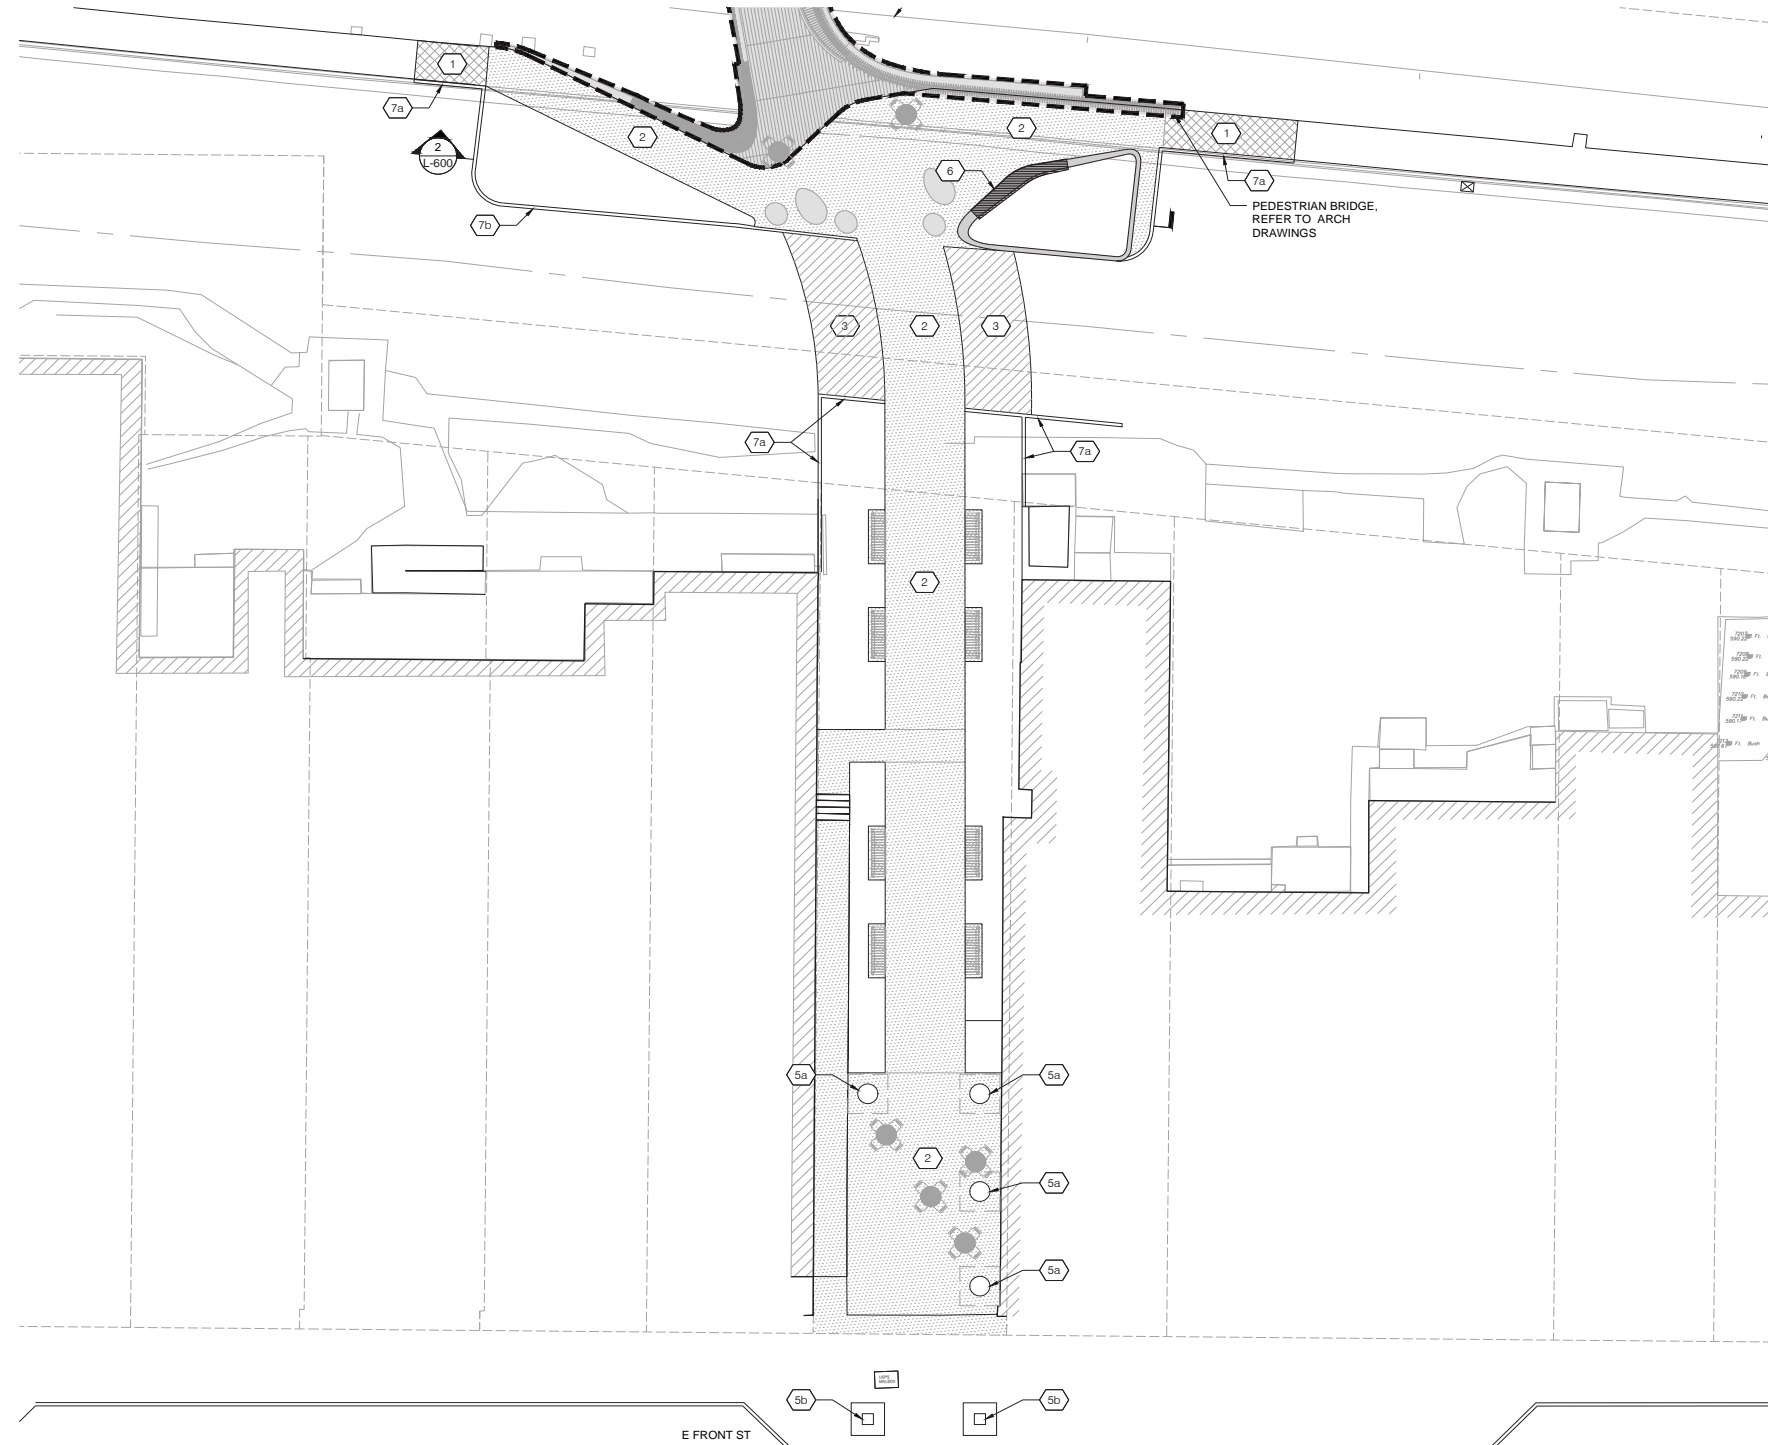 1
7a
2
L-600
2
7b
2
1
6
7a
PEDESTRIAN BRIDGE,
REFER TO ARCH
DRAWINGS
3
2
3
7a
7a
2
5a
5a
2
5a
5a
USPS
MAILBOX
5b
5b
E FRONT ST